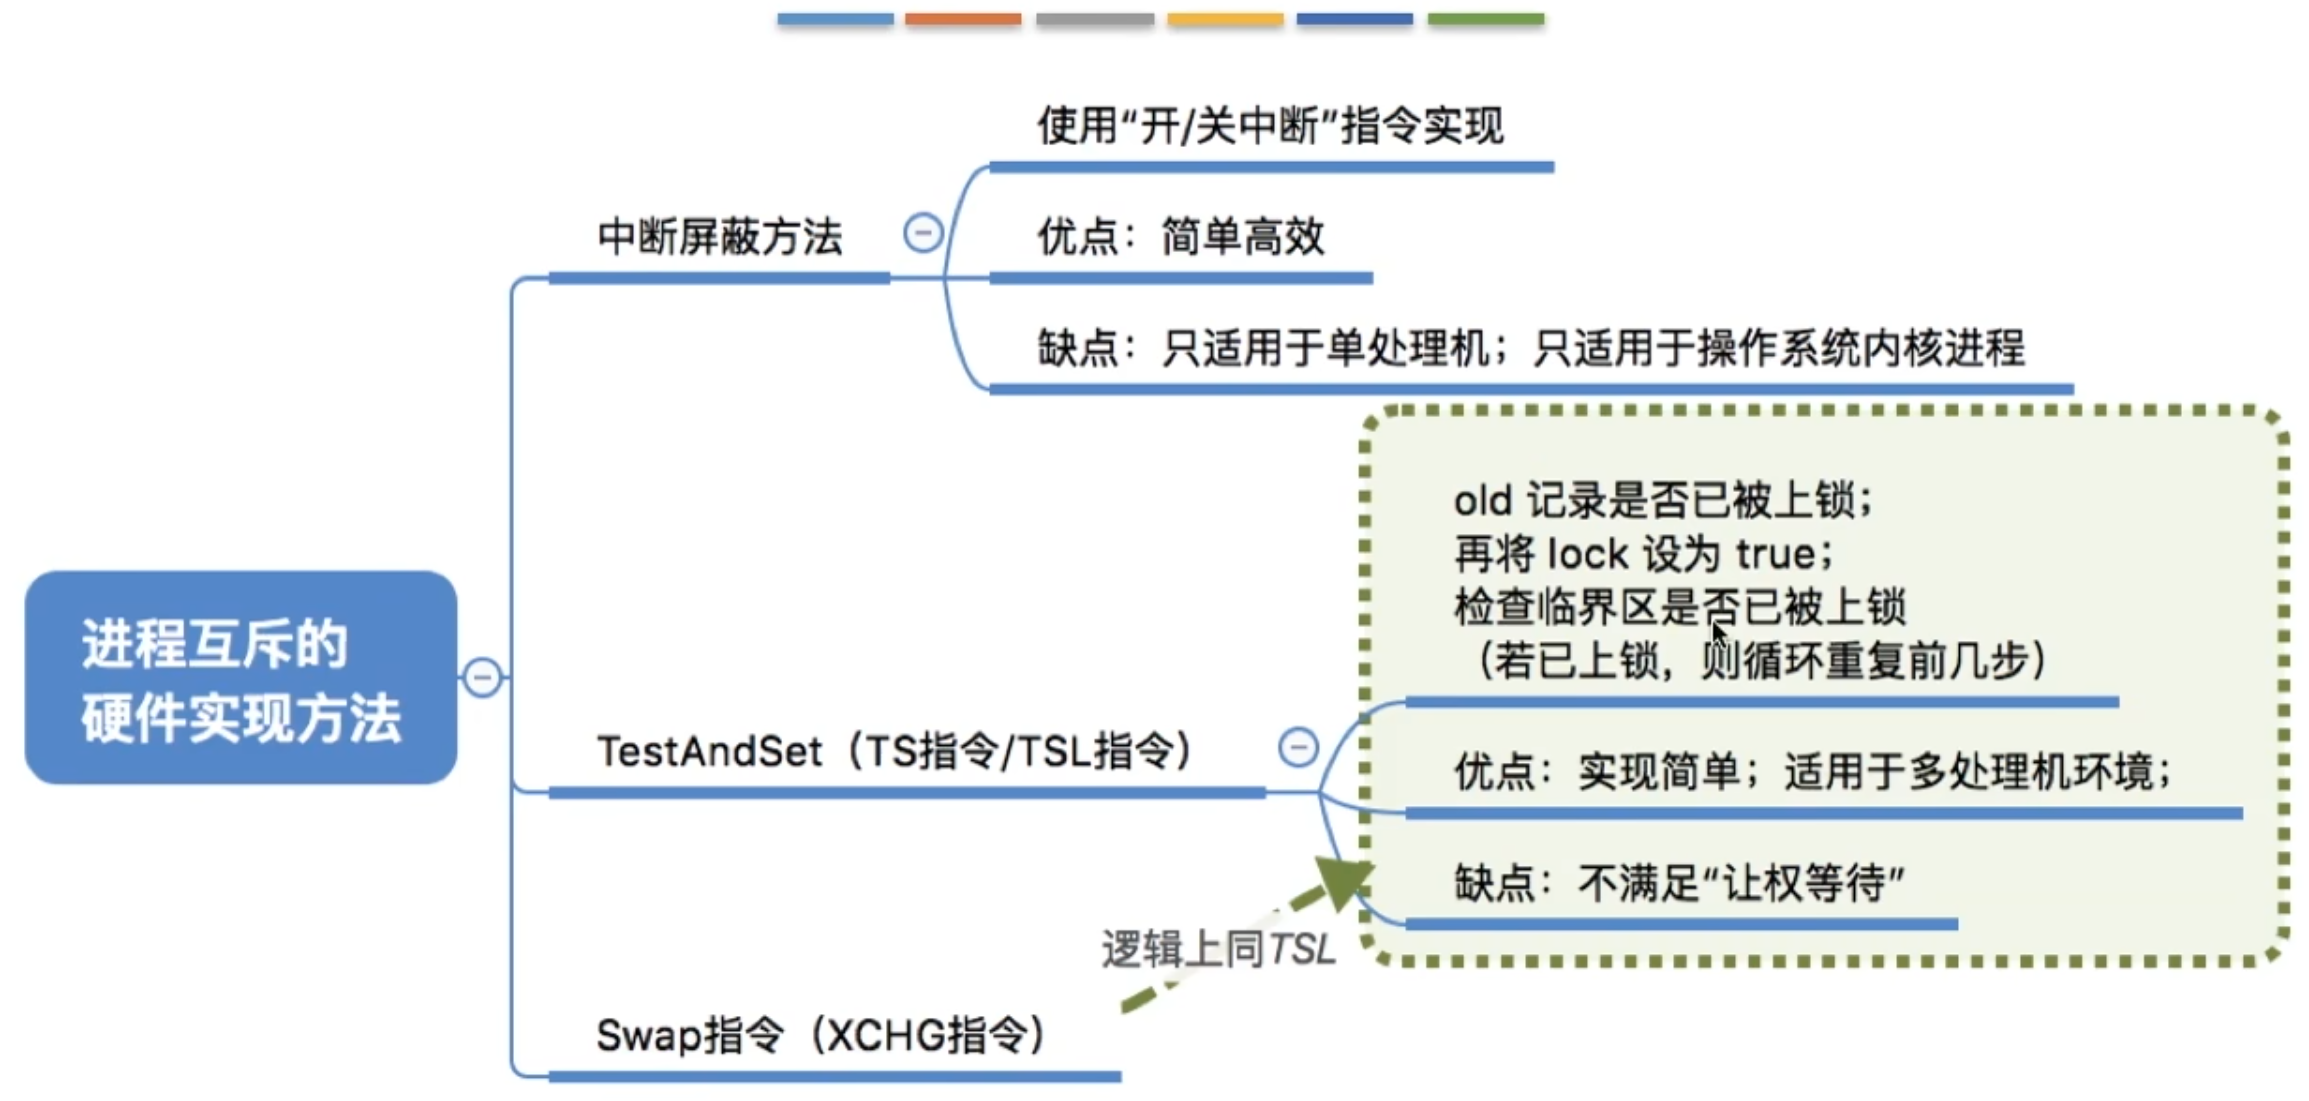 使用“开/关中断”指令实现
中断屏蔽方法
优点：简单高效
缺点：只适用于单处理机；只适用于操作系统内核进程
进程互斥的
硬件实现方法
old 记录是否已被上锁；
再将 lock 设为 true；
检查临界区是否已被上锁
（若已上锁，则循环重复前几步）
TestAndSet（TS指令/TSL指令）
优点：实现简单；适用于多处理机环境；
缺点：不满足“让权等待”
逻辑上同TSL
Swap指令（XCHG指令）